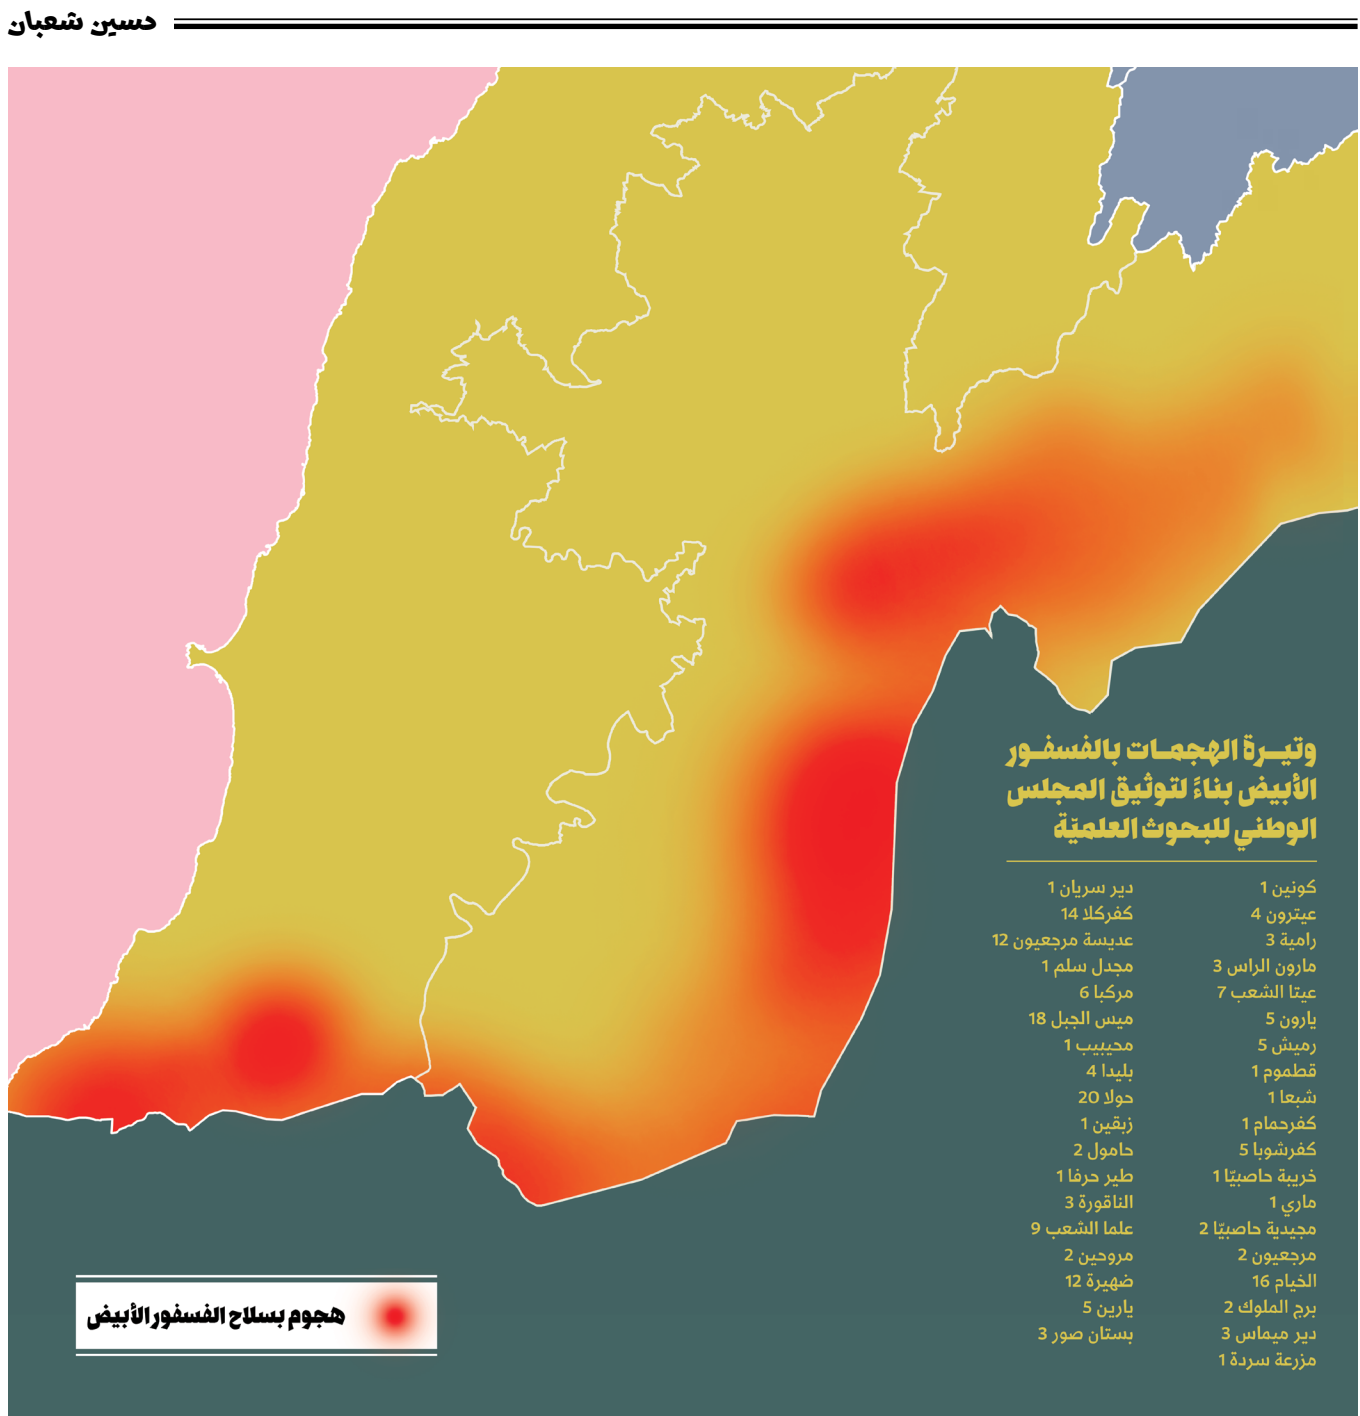 حسين شعبان
وتيـرة الهجمـات بالفسفـور
الأبيض بناءً لتوثيق المجلس
الوطني للبحوث العلميّة
كونين 1
عيترون 4
رامية 3
مارون الراس 3
عيتا الشعب 7
يارون 5
رميش 5
قطموم 1
شبعا 1
كفرحمام 1
كفرشوبا 5
خريبة حاصبيّا 1
ماري 1
مجيدية حاصبيّا 2
مرجعيون 2
الخيام 16
برج الملوك 2
دير ميماس 3
مزرعة سردة 1
دير سريان 1
كفركلا 14
عديسة مرجعيون 12
مجدل سلم 1
مركبا 6
ميس الجبل 18
محيبيب 1
بليدا 4
حولا 20
زبقين 1
حامول 2
طير حرفا 1
الناقورة 3
علما الشعب 9
مروحين 2
ضهيرة 12
يارين 5
بستان صور 3
هجوم بسلاح الفسفور الأبيض